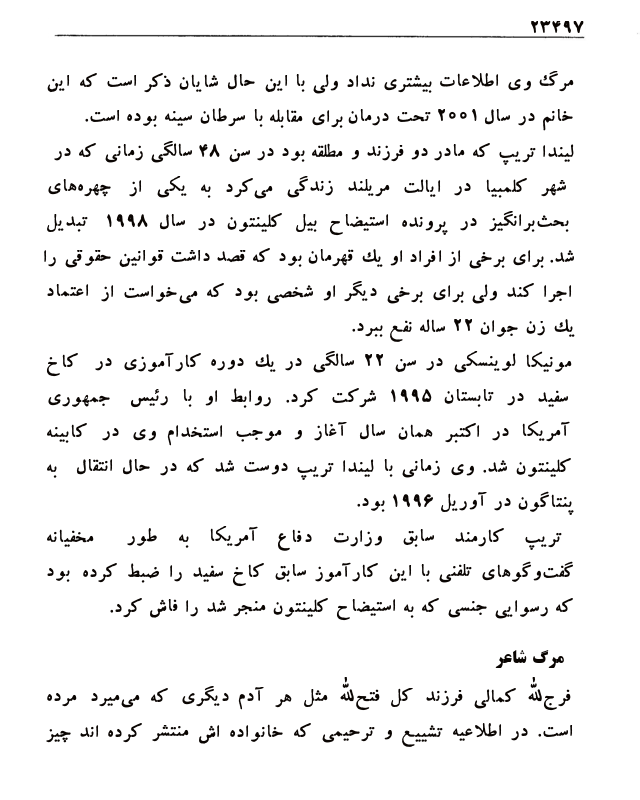 ۲۳۴۹۷
مرگ وی اطلاعات بیشتری نداد ولی با این حال شایان ذکر است که این
خانم در سال ۲۰۰۱ تحت درمان برای مقابله با سرطان سینه بوده است.
لیندا تریپ که مادر دو فرزند و مطلقه بود در سن ۴۸ سالگی زمانی که در
شهر کلمبیا در ایالت مریلند زندگی می‌کرد به یکی از چهره‌های
بحث‌برانگیز در پرونده استیضاح بیل کلینتون در سال ۱۹۹۸ تبدیل
شد. برای برخی از افراد او یك قهرمان بود که قصد داشت قوانین حقوقی را
اجرا کند ولی برای برخی دیگر او شخصی بود که می‌خواست از اعتماد
یك زن جوان ۲۲ ساله نفع ببرد.
مونیکا لوینسکی در سن ۲۲ سالگی در یك دوره کارآموزی در کاخ
سفید در تابستان ۱۹۹۵ شرکت کرد. روابط او با رئیس جمهوری
آمریکا در اکتبر همان سال آغاز و موجب استخدام وی در کابینه
کلینتون شد. وی زمانی با لیندا تریپ دوست شد که در حال انتقال به
پنتاگون در آوریل ۱۹۹۶ بود.
تریپ کارمند سابق وزارت دفاع آمریکا به طور مخفیانه
گفت‌وگوهای تلفنی با این کارآموز سابق کاخ سفید را ضبط کرده بود
که رسوایی جنسی که به استیضاح کلینتون منجر شد را فاش کرد.
مرگ شاعر
فرج‌الله کمالی فرزند کل فتح‌الله مثل هر آدم دیگری که می‌میرد مرده
است. در اطلاعیه تشییع و ترحیمی که خانواده اش منتشر کرده اند چیز